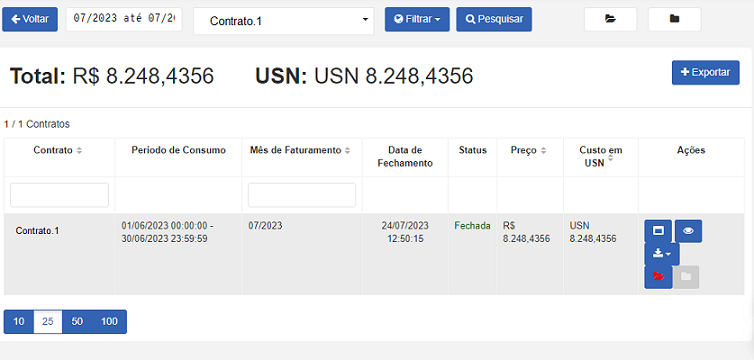 Voltar
07/2023 até 07/20
Contrato.1
Filtrar
Pesquisar
Total: R$ 8.248,4356
USN: USN 8.248,4356
Exportar
1 / 1 Contratos
Contrato
Período de Consumo
Mês de Faturamento
Data de
Fechamento
Status
Preço
Custo em
USN
Ações
Contrato.1
01/06/2023 00:00:00 -
30/06/2023 23:59:59
07/2023
24/07/2023
12:50:15
Fechada
R$
8.248,4356
USN
8.248,4356
10
25
50
100